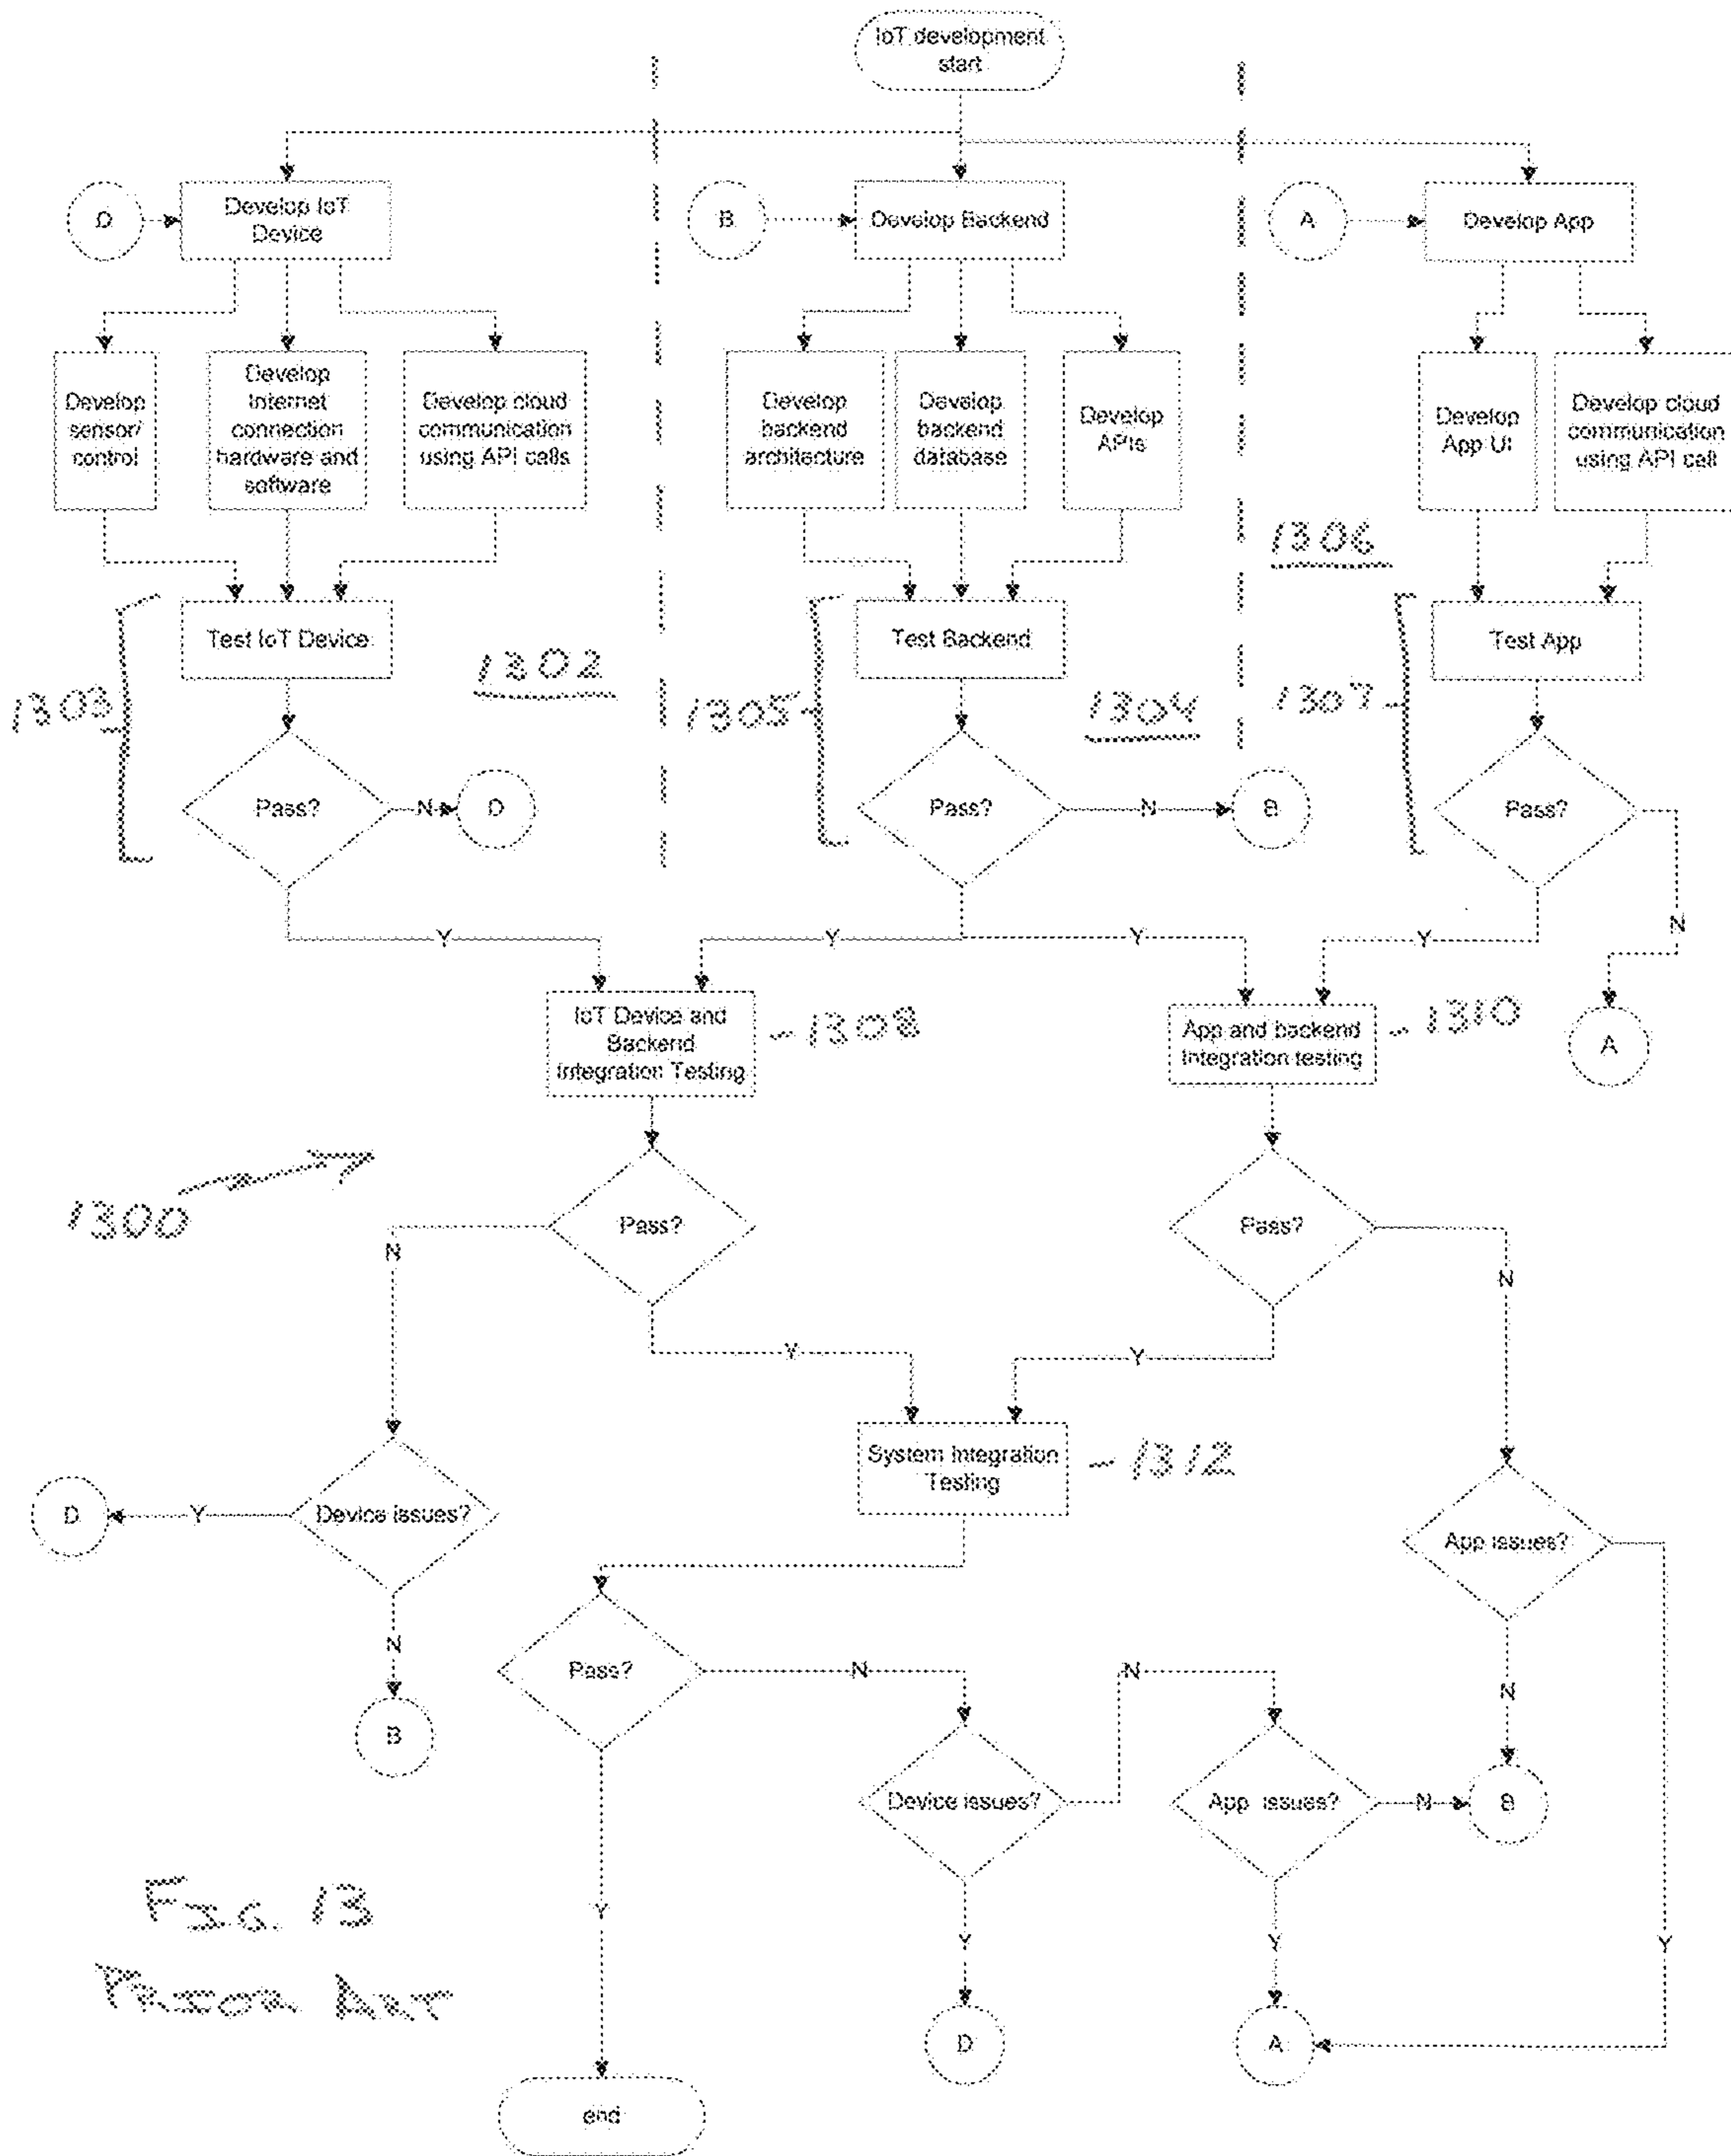 IoT development
start
D
Develop IoT
Device
B
Develop Backend
A
Develop App
Develop
sensor/
control
Develop
Internet
connection
hardware and
software
Develop cloud
communication
using API calls
Develop
backend
architecture
Develop
backend
database
Develop
APIs
Develop
App UI
Develop cloud
communication
using API call
1306
Test IoT Device
Test Backend
Test App
1302
1303
1305
1304
1307
Pass?
N
D
Pass?
N
B
Pass?
N
Y
Y
Y
Y
IoT Device and
Backend
Integration Testing
1308
App and backend
Integration testing
1310
A
1300
Pass?
N
Pass?
N
Y
Y
System Integration
Testing
1312
D
Y
Device issues?
App issues?
N
B
Pass?
N
N
N
Device issues?
App issues?
N
B
Y
Y
Y
Y
FIG. 13
PRIOR ART
D
A
end